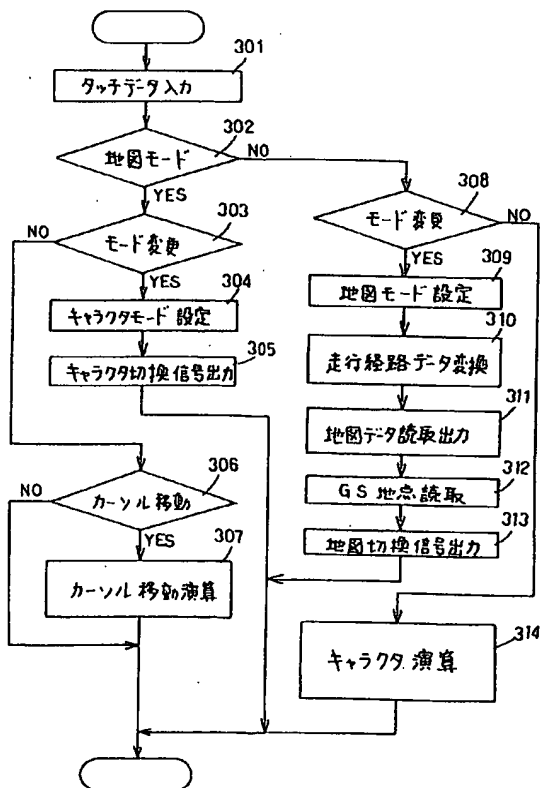 301
タッチデータ入力
302
地図モード
NO
YES
303
NO
モード変更
YES
304
キャラクタモード設定
305
キャラクタ切換信号出力
306
NO
カーソル移動
YES
307
カーソル移動演算
308
モード変更
NO
YES
309
地図モード設定
310
走行経路データ変換
311
地図データ読取出力
312
GS地点読取
313
地図切換信号出力
314
キャラクタ演算